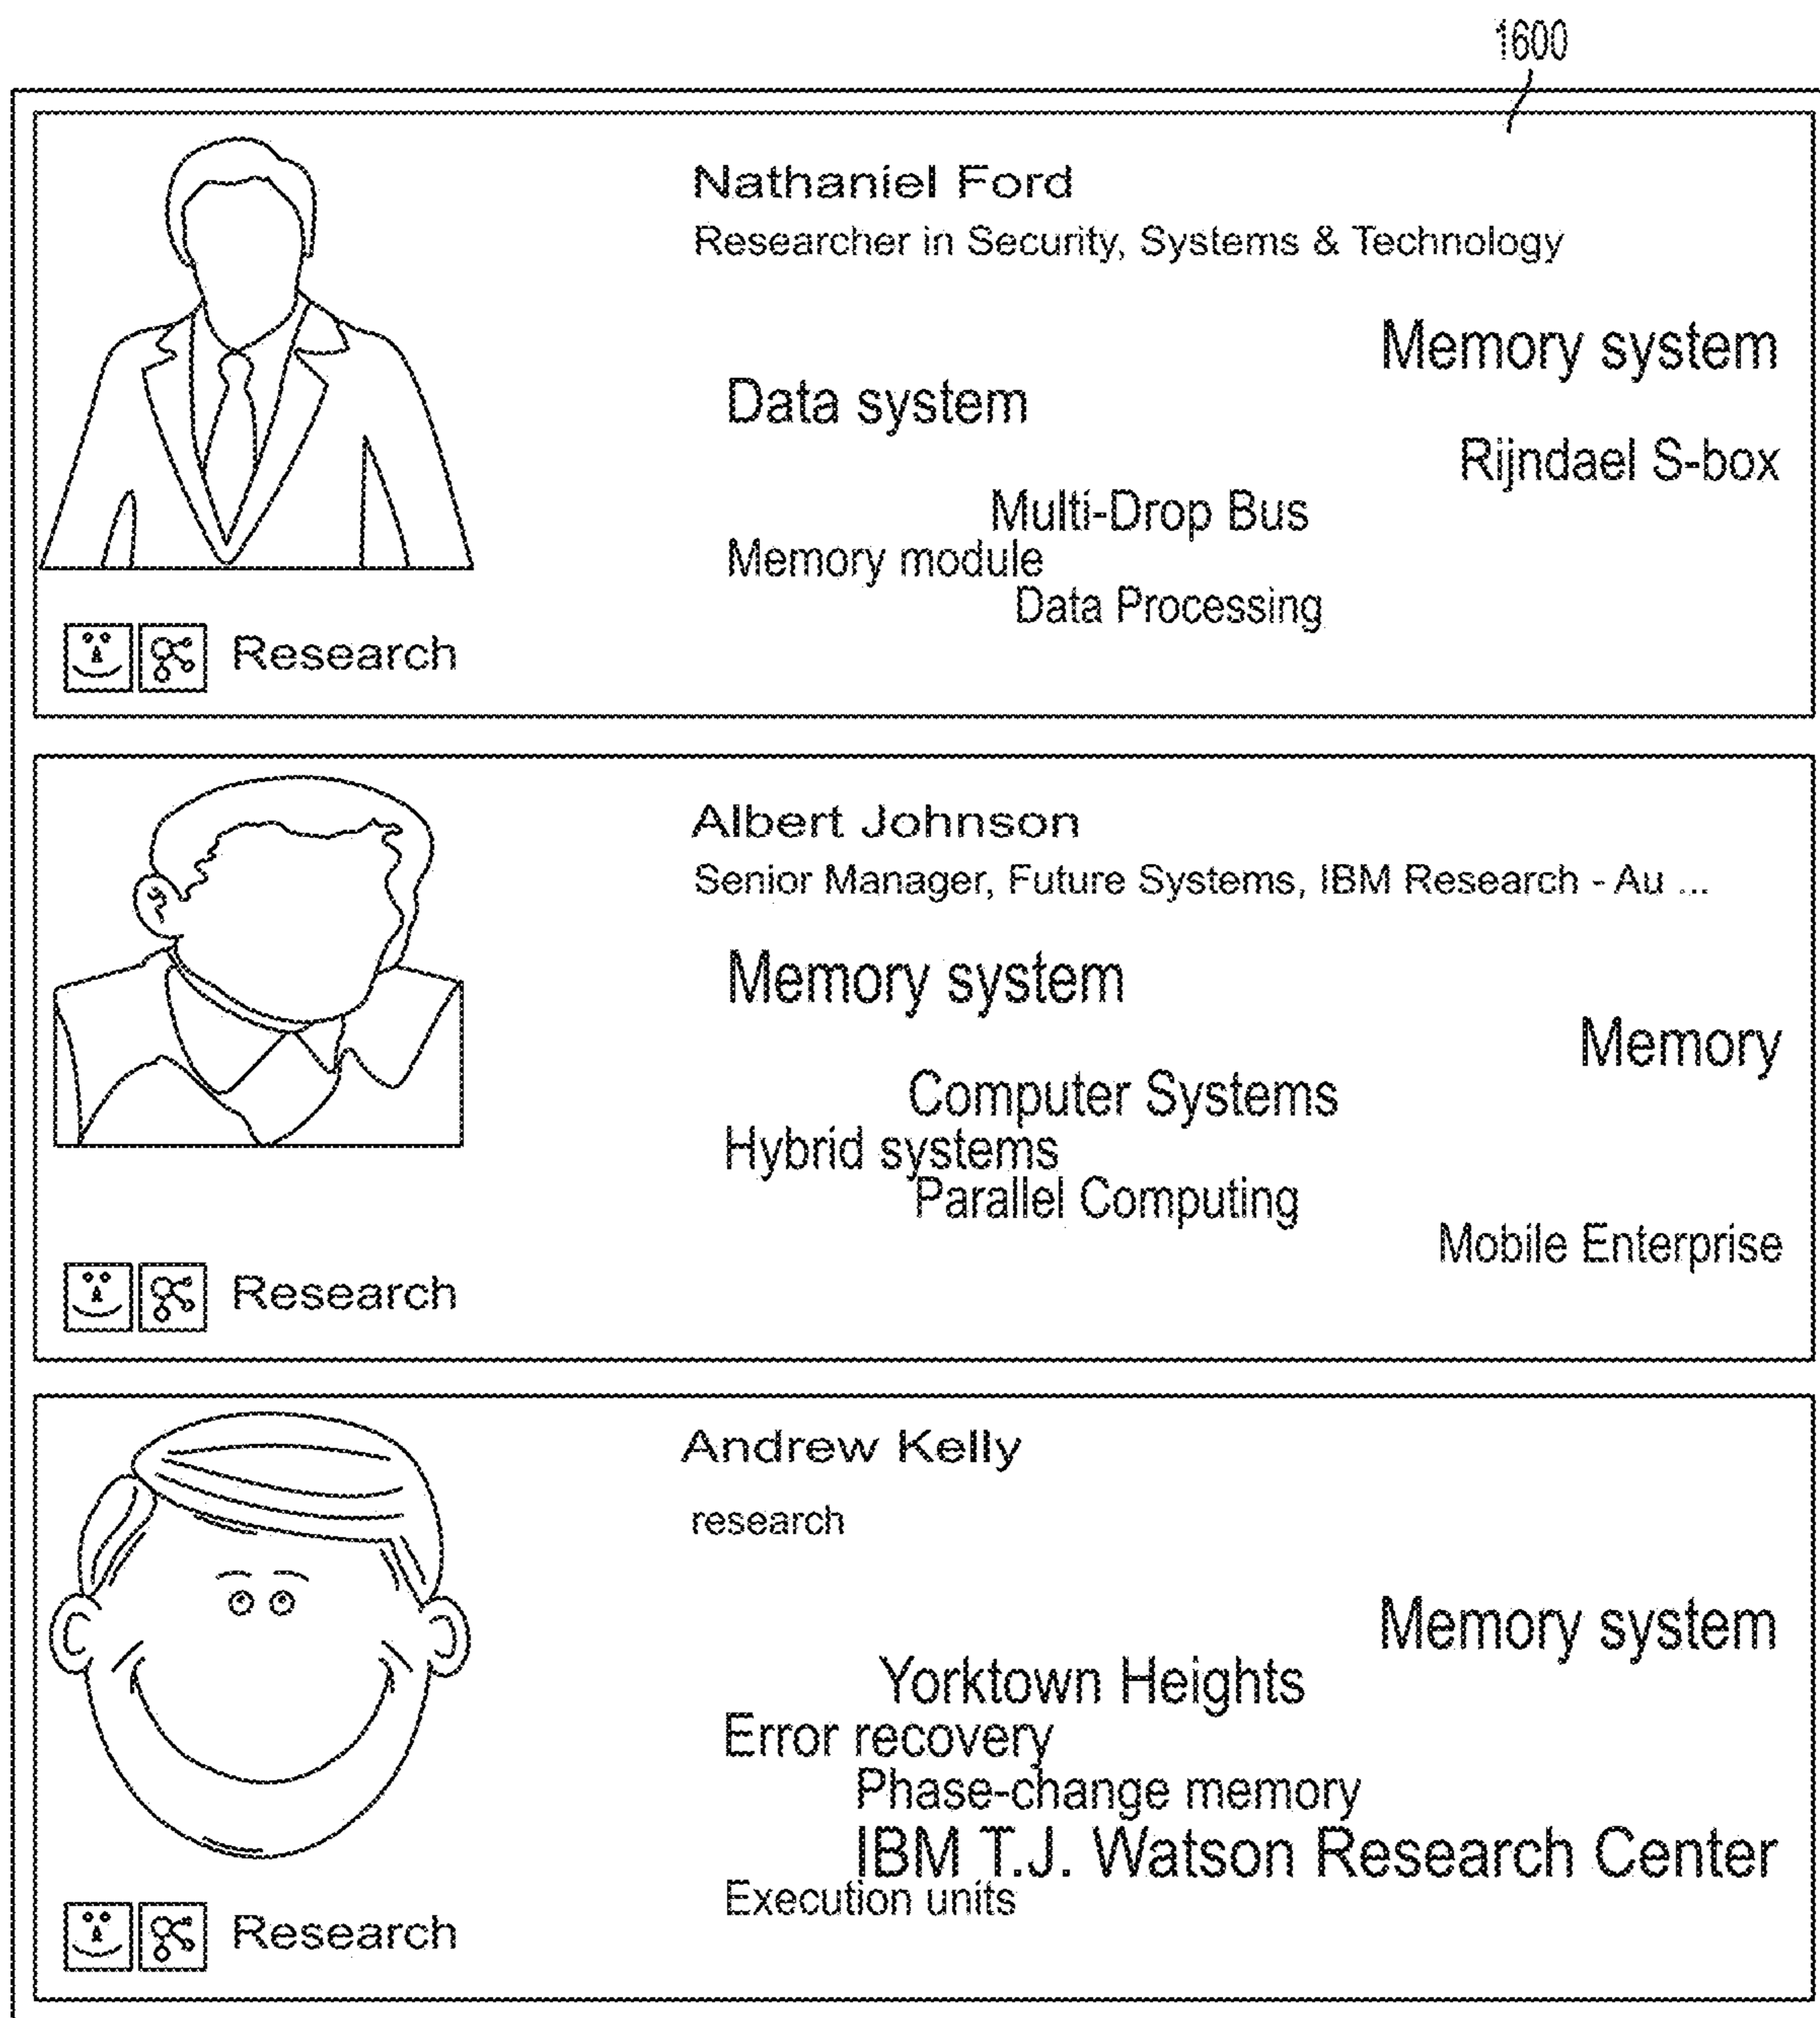 1600
Nathaniel Ford
Researcher in Security, Systems & Technology
Memory system
Data system
Rijndael S-box
Multi-Drop Bus
Memory module
Data Processing
Research
Albert Johnson
Senior Manager, Future Systems, IBM Research - Au ...
Memory system
Memory
Computer Systems
Hybrid systems
Parallel Computing
Mobile Enterprise
Research
Andrew Kelly
research
Memory system
Yorktown Heights
Error recovery
Phase-change memory
IBM T.J. Watson Research Center
Execution units
Research